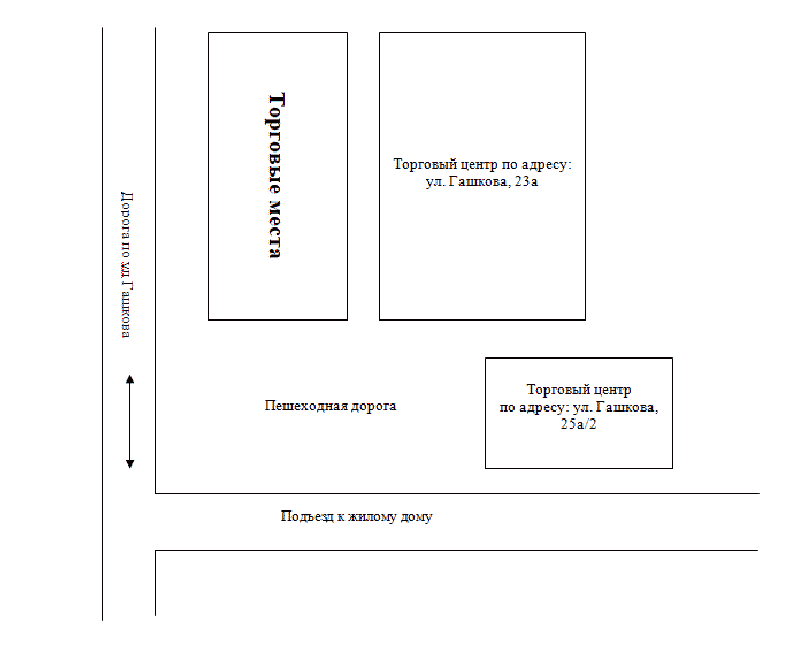 Торговые места
Торговый центр по адресу:
ул. Гашкова, 23а
Дорога по ул.Гашкова
Пешеходная дорога
Торговый центр
по адресу: ул. Гашкова,
25а/2
Подъезд к жилому дому